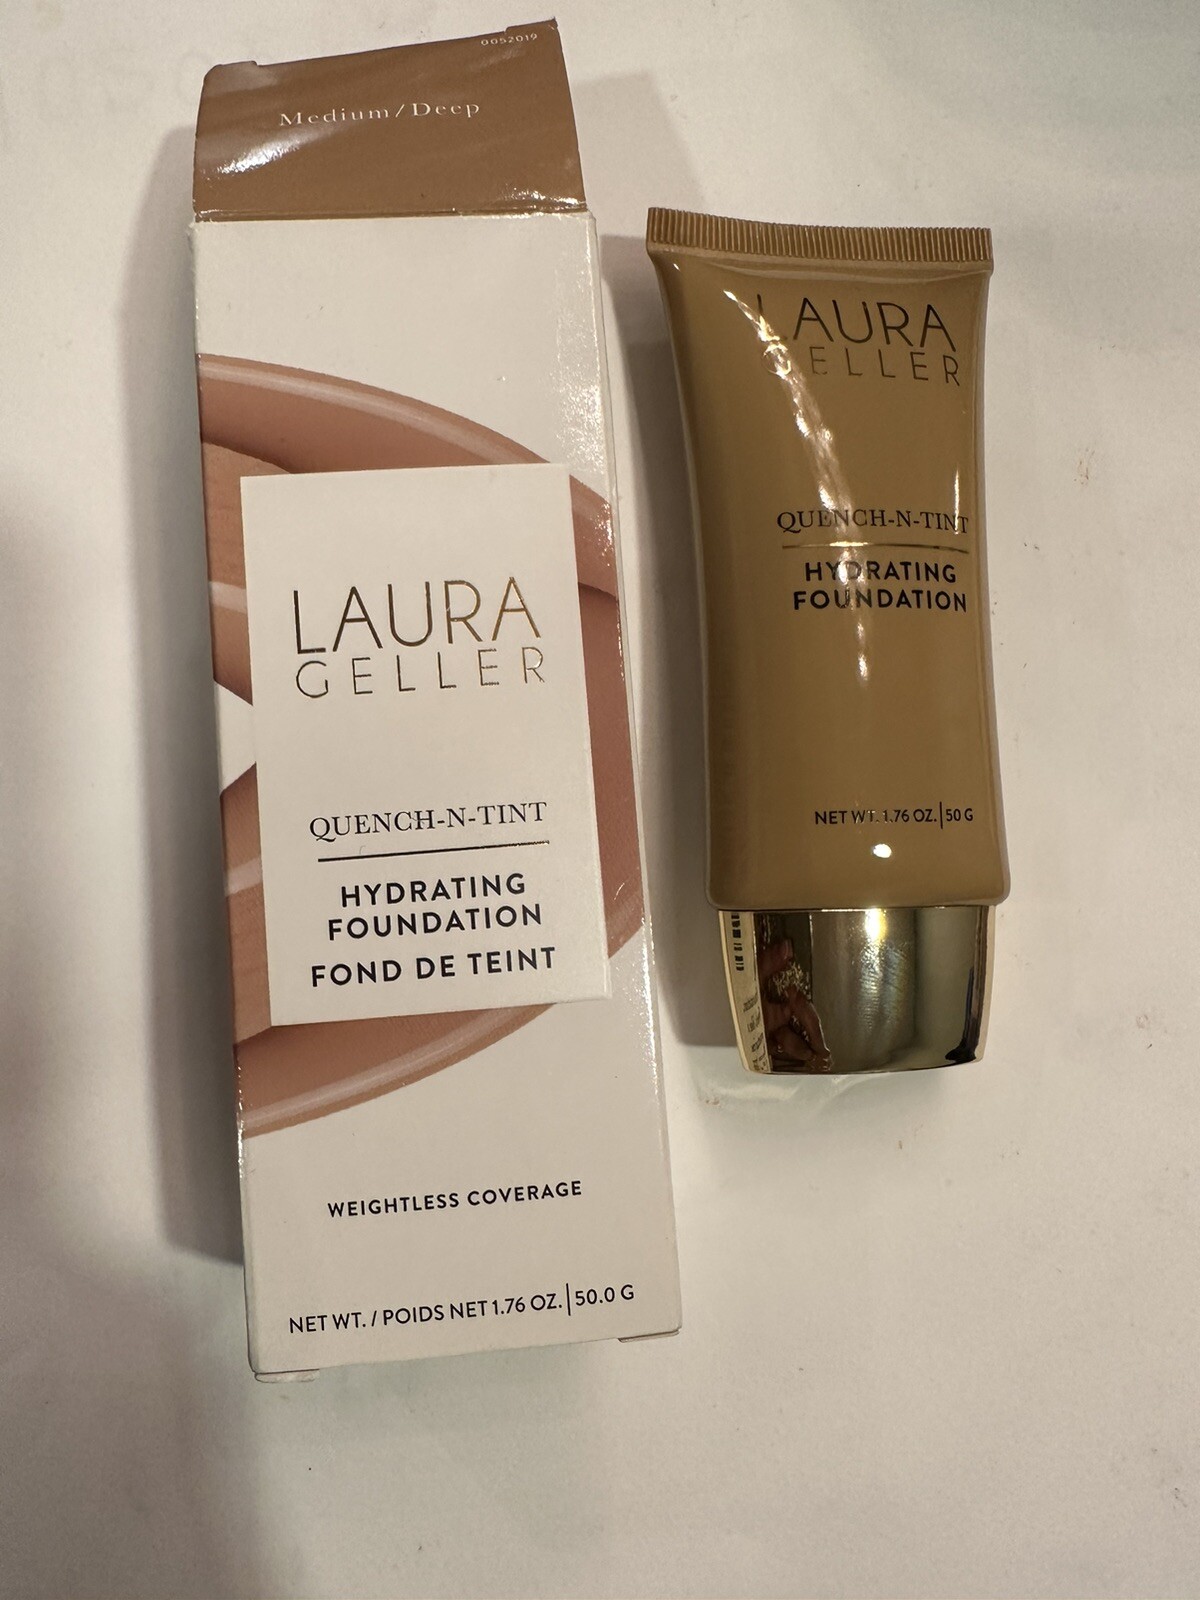 0052019
Medium/Deep
LAURA
GELLER
QUENCH-N-TINT
HYDRATING
FOUNDATION
FOND DE TEINT
WEIGHTLESS COVERAGE
NET WT. / POIDS NET 1.76 OZ. | 50.0 G
LAURA
GELLER
QUENCH-N-TINT
HYDRATING
FOUNDATION
NET WT. 1.76 OZ. | 50 G